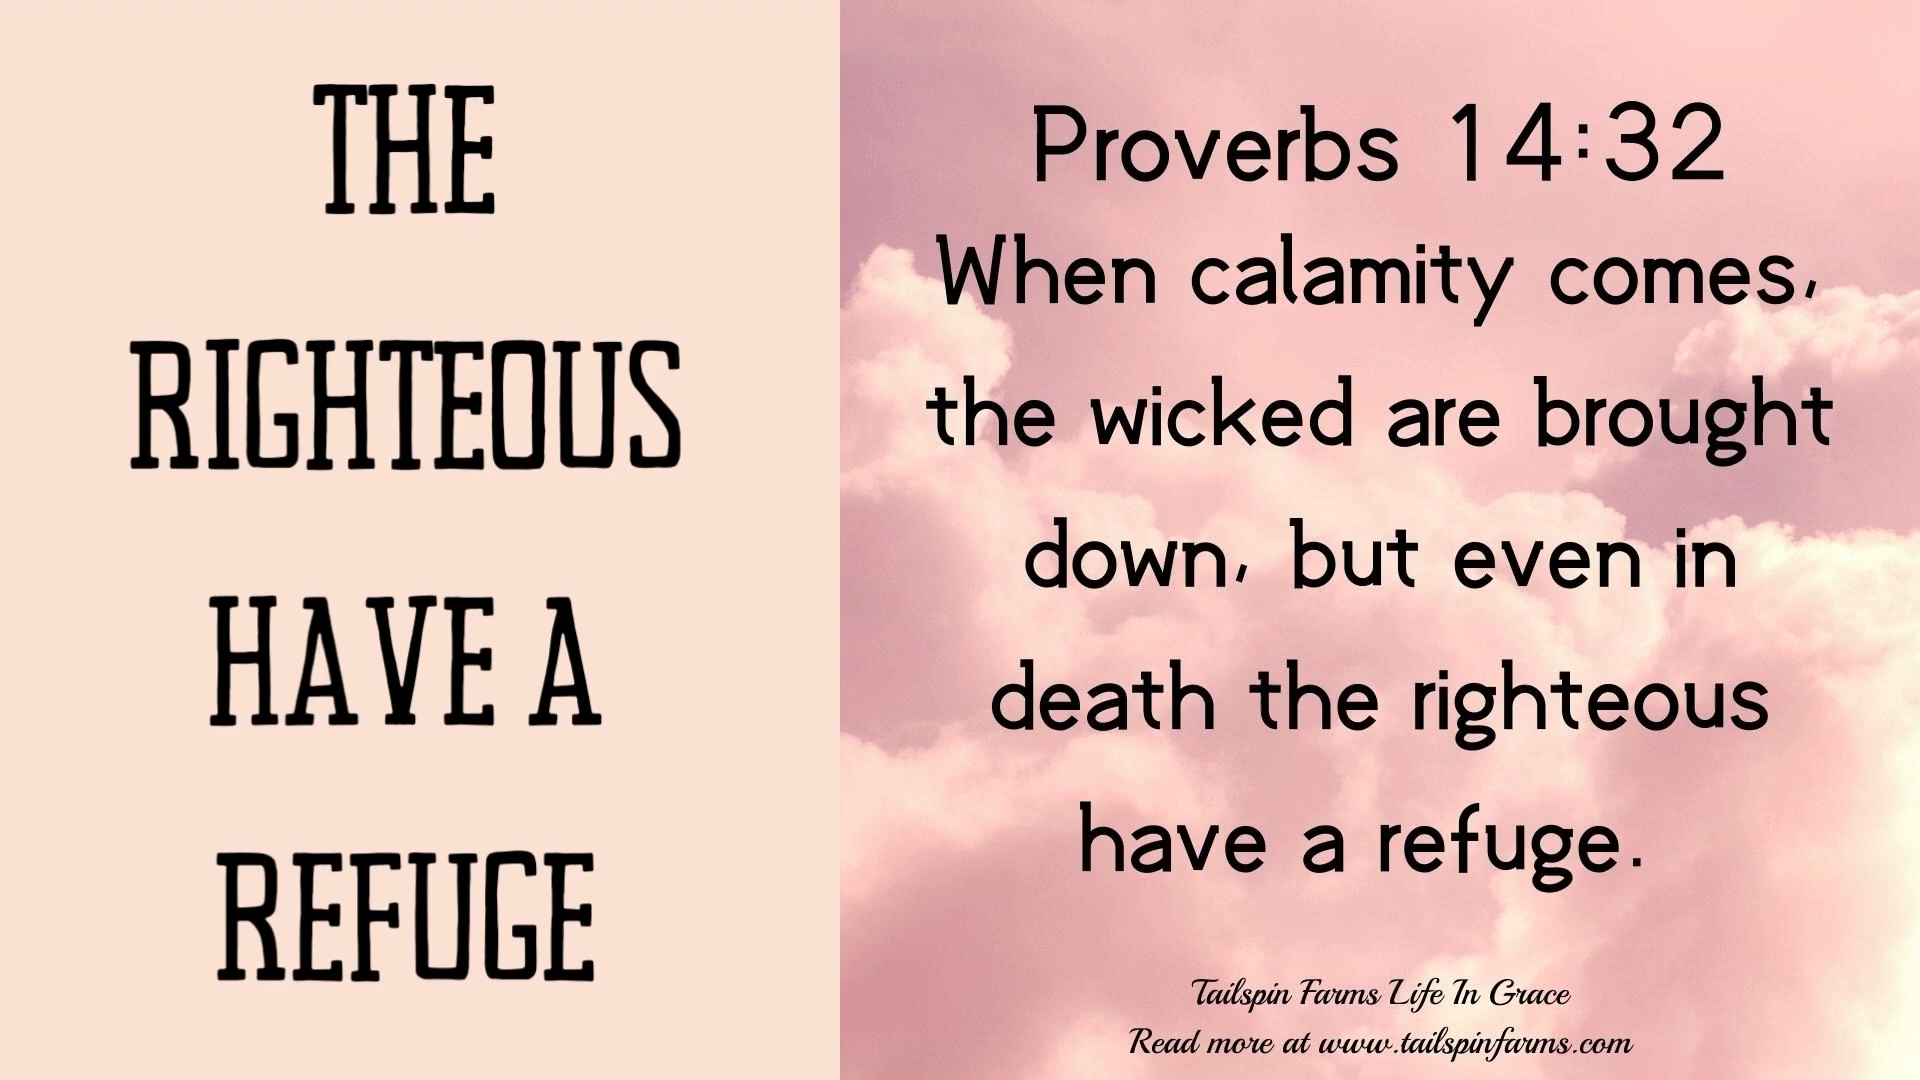 THE
RIGHTEOUS
HAVE A
REFUGE
Proverbs 14:32
When calamity comes,
the wicked are brought
down, but even in
death the righteous
have a refuge.
Tailspin Farms Life In Grace
Read more at www.tailspinfarms.com